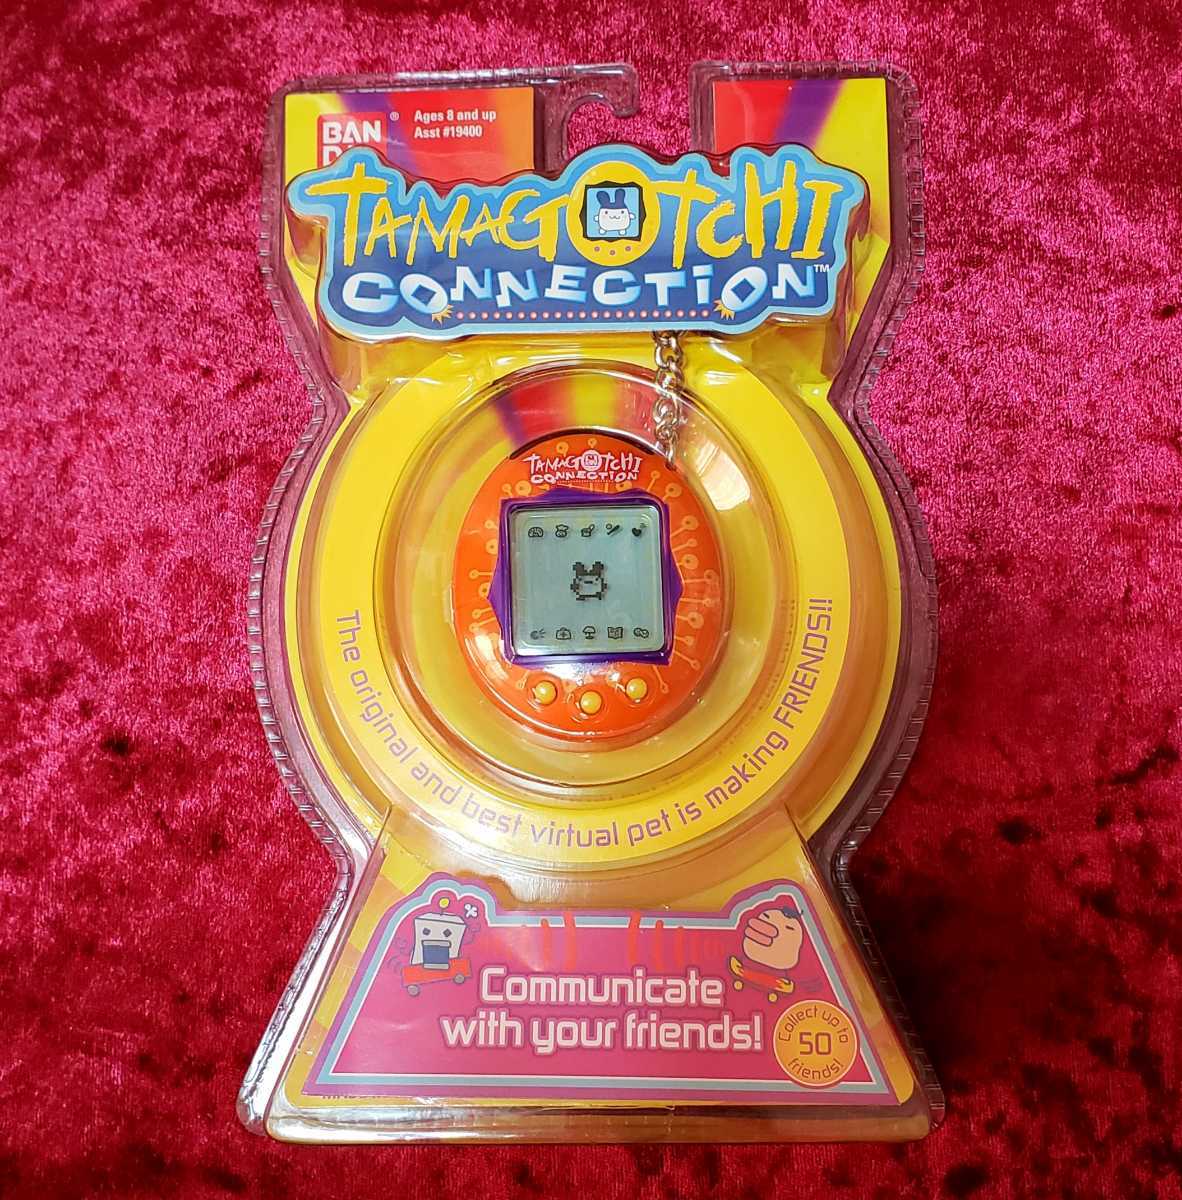 BAN
®
Ages 8 and up
Asst #19400
TAMAGOTCHI
CONNECTION™
TAMAGOTCHI
CONNECTION
The original and best virtual pet is making FRIENDS!!
Communicate
with your friends!
Collect up to
50
friends!